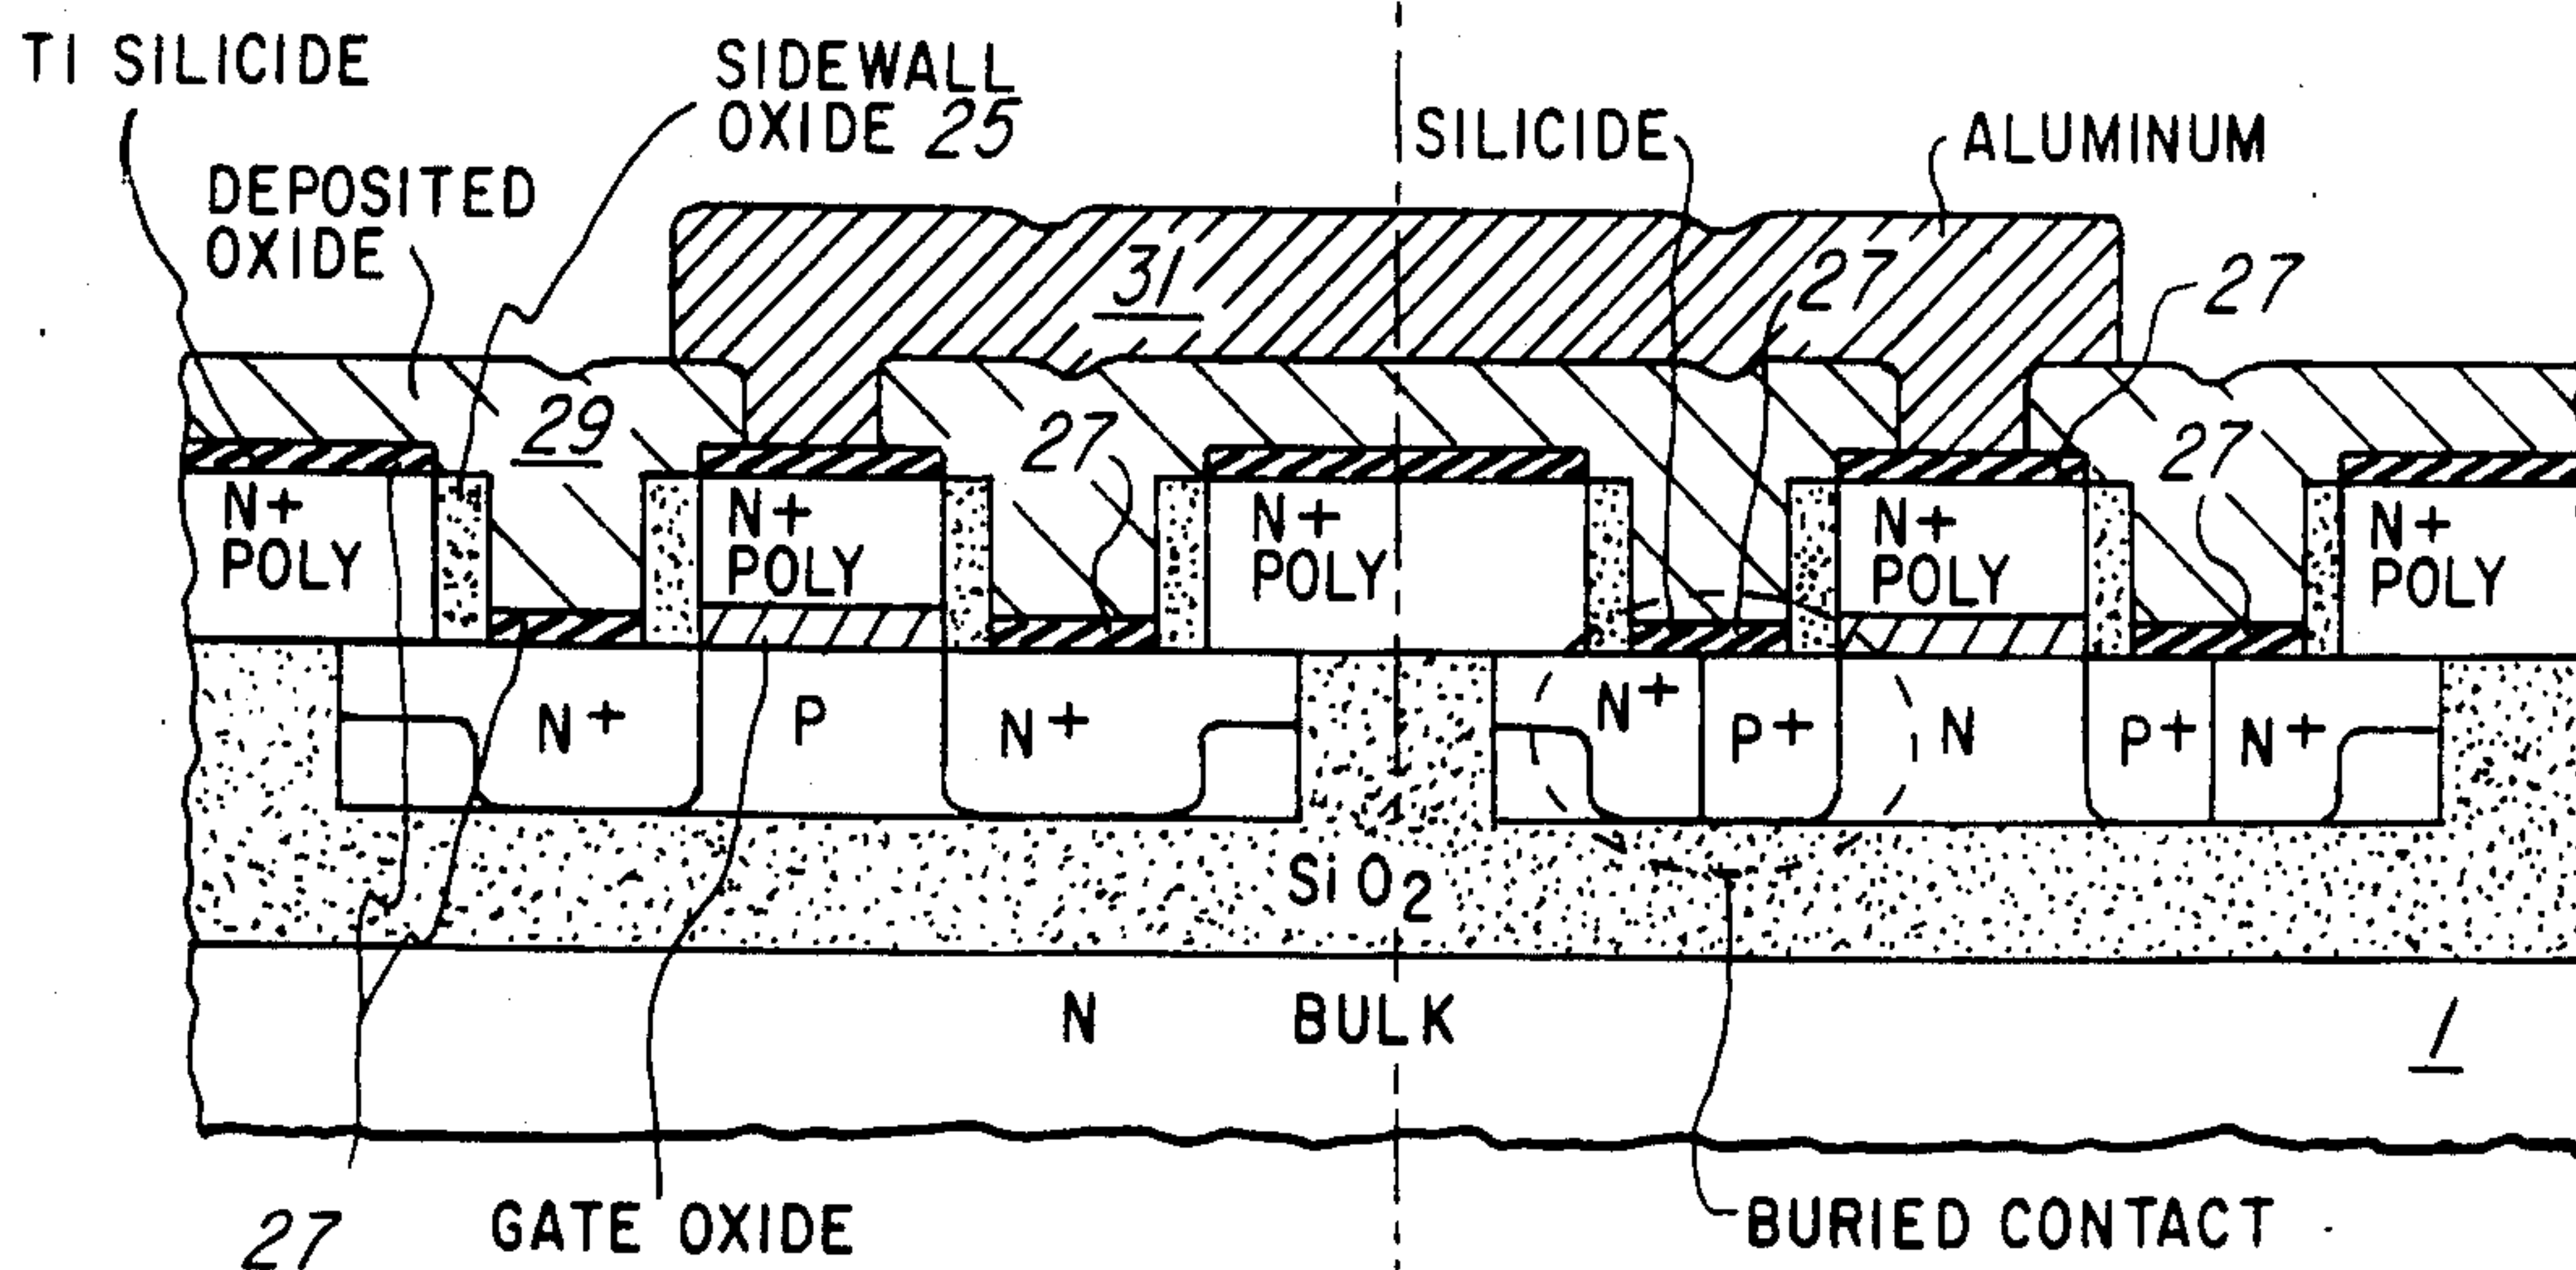 TI SILICIDE
SIDEWALL
OXIDE 25
SILICIDE
ALUMINUM
DEPOSITED
OXIDE
31
27
27
29
27
27
N+
POLY
N+
POLY
N+
POLY
N+
POLY
N+
POLY
N+
P
N+
N+
P+
N
P+
N+
SiO2
N BULK
1
27
GATE OXIDE
BURIED CONTACT